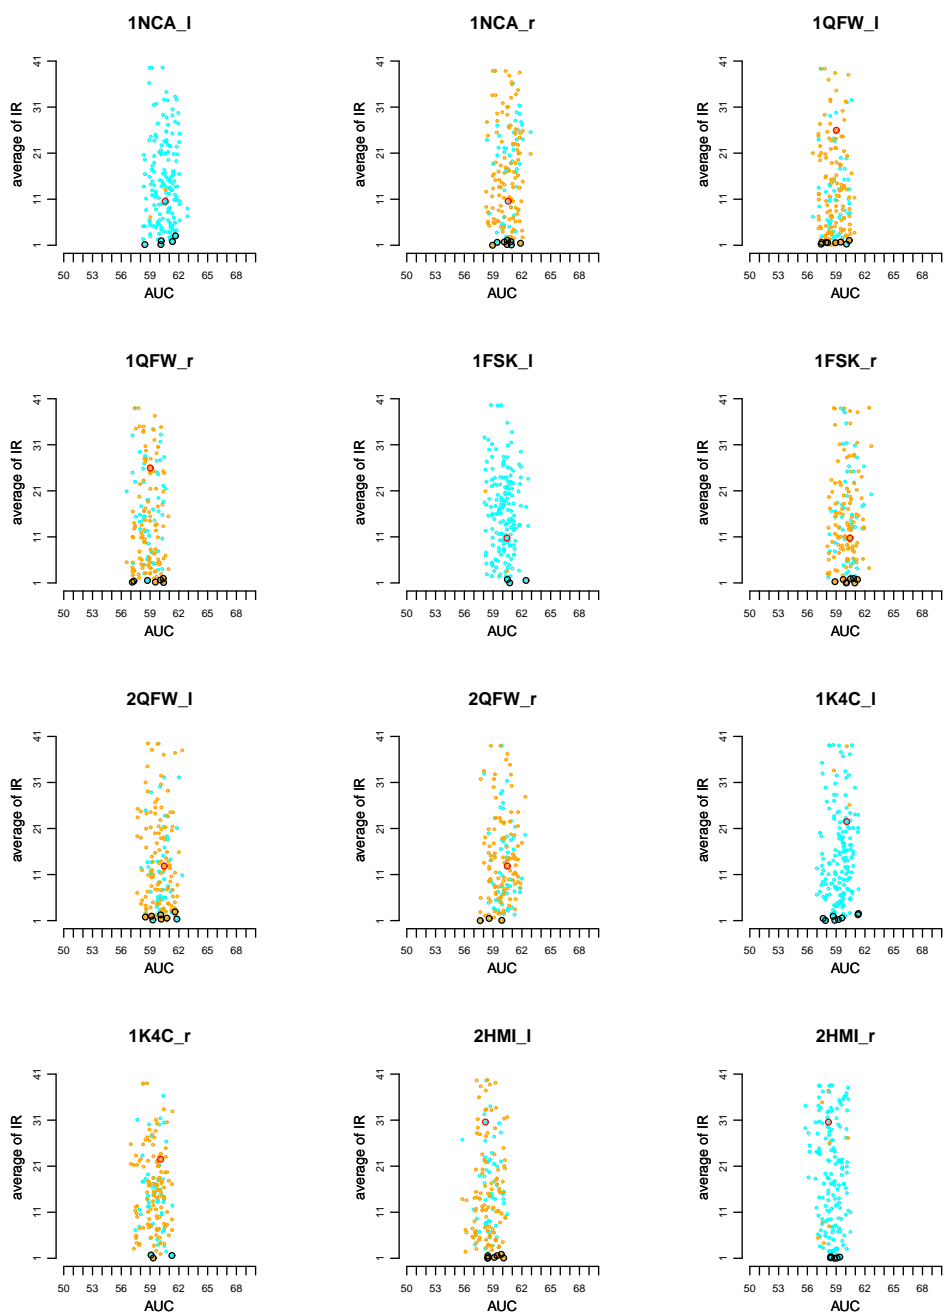 1NCA_l 1NCA_r 1QFW_l
average of IR 1 11 21 31 41 average of IR 1 11 21 31 41 average of IR 1 11 21 31 41
50 53 56 59 62 65 68 50 53 56 59 62 65 68 50 53 56 59 62 65 68
AUC AUC AUC
1QFW_r 1FSK_l 1FSK_r
average of IR 1 11 21 31 41 average of IR 1 11 21 31 41 average of IR 1 11 21 31 41
50 53 56 59 62 65 68 50 53 56 59 62 65 68 50 53 56 59 62 65 68
AUC AUC AUC
2QFW_l 2QFW_r 1K4C_l
average of IR 1 11 21 31 41 average of IR 1 11 21 31 41 average of IR 1 11 21 31 41
50 53 56 59 62 65 68 50 53 56 59 62 65 68 50 53 56 59 62 65 68
AUC AUC AUC
1K4C_r 2HMI_l 2HMI_r
average of IR 1 11 21 31 41 average of IR 1 11 21 31 41 average of IR 1 11 21 31 41
50 53 56 59 62 65 68 50 53 56 59 62 65 68 50 53 56 59 62 65 68
AUC AUC AUC